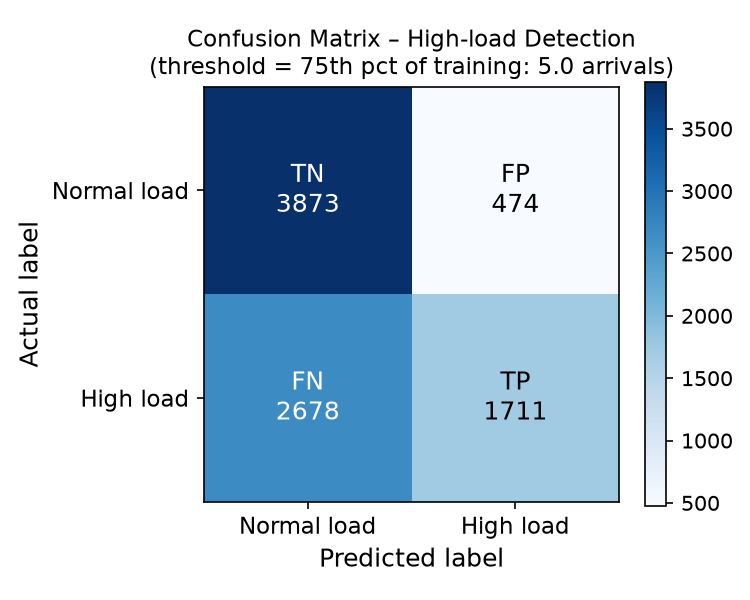 Confusion Matrix – High-load Detection
(threshold = 75th pct of training: 5.0 arrivals)
Actual label
Normal load
High load
TN
3873
FP
474
FN
2678
TP
1711
Normal load
High load
Predicted label
3500
3000
2500
2000
1500
1000
500